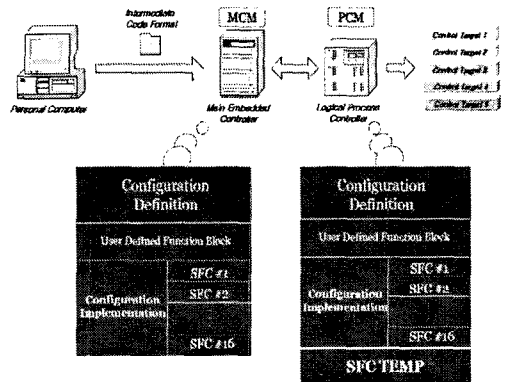 Intermediate
Code Format
MCM
PCM
Control Target 1
Control Target 2
Control Target 3
Control Target 4
Control Target 5
Personal Computer
Main Embedded
Controller
Logical Process
Controller
Configuration
Definition
User Defined Function Block
Configuration
Implementation
SFC #1
SFC #2
SFC #16
Configuration
Definition
User Defined Function Block
Configuration
Implementation
SFC #1
SFC #2
SFC #16
SFC TEMP